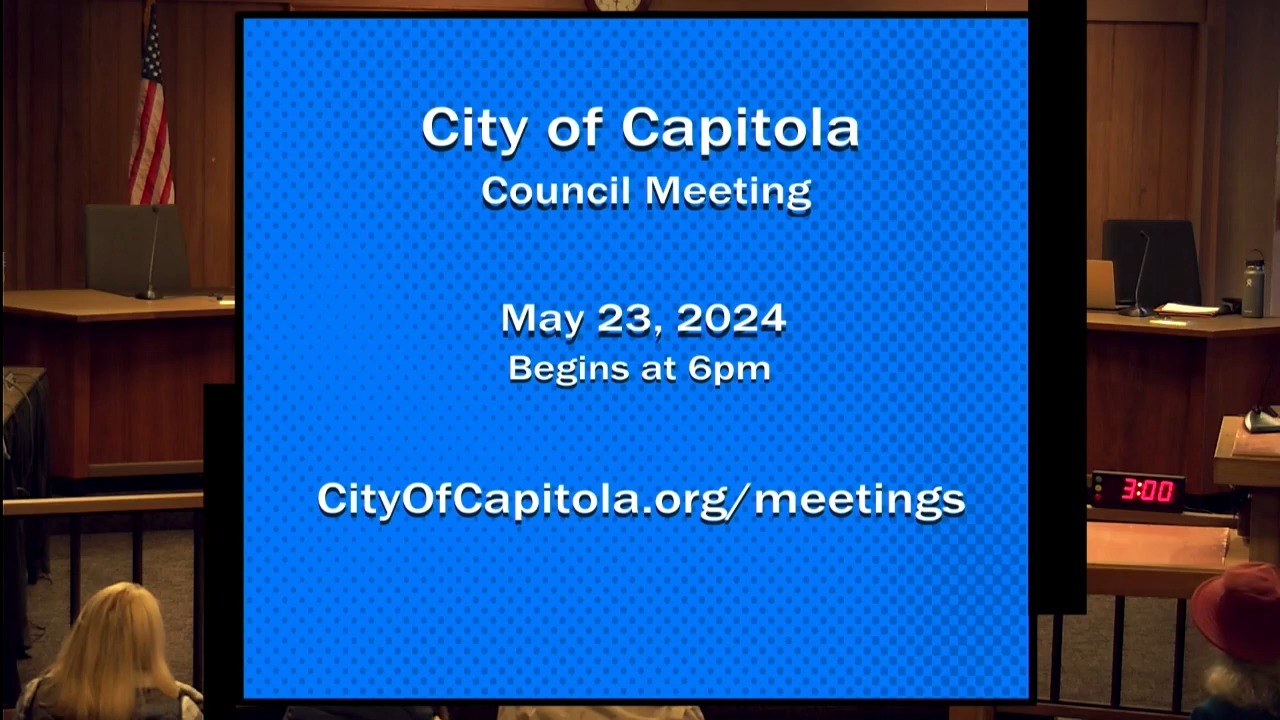 City of Capitola
Council Meeting
May 23, 2024
Begins at 6pm
CityOfCapitola.org/meetings
3:00